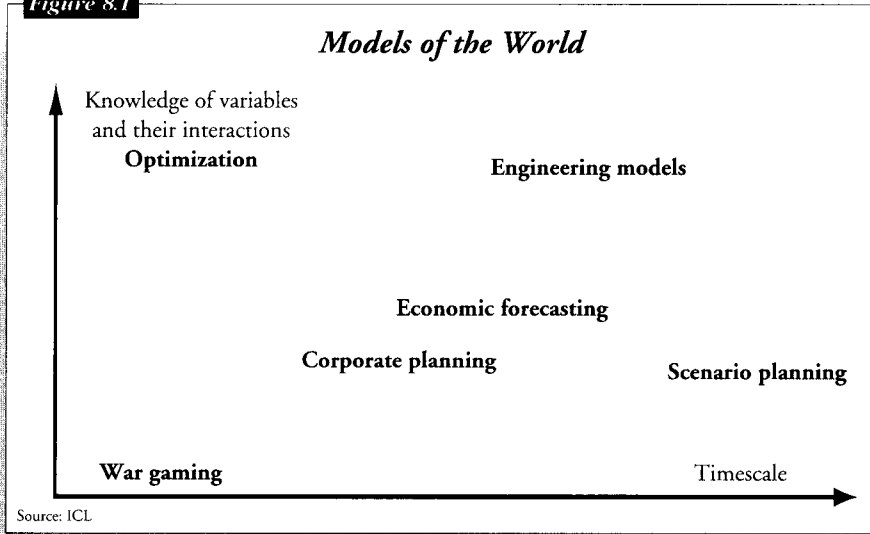 Figure 8.1
Models of the World
Knowledge of variables
and their interactions
Optimization
Engineering models
Economic forecasting
Corporate planning
Scenario planning
War gaming
Timescale
Source: ICL